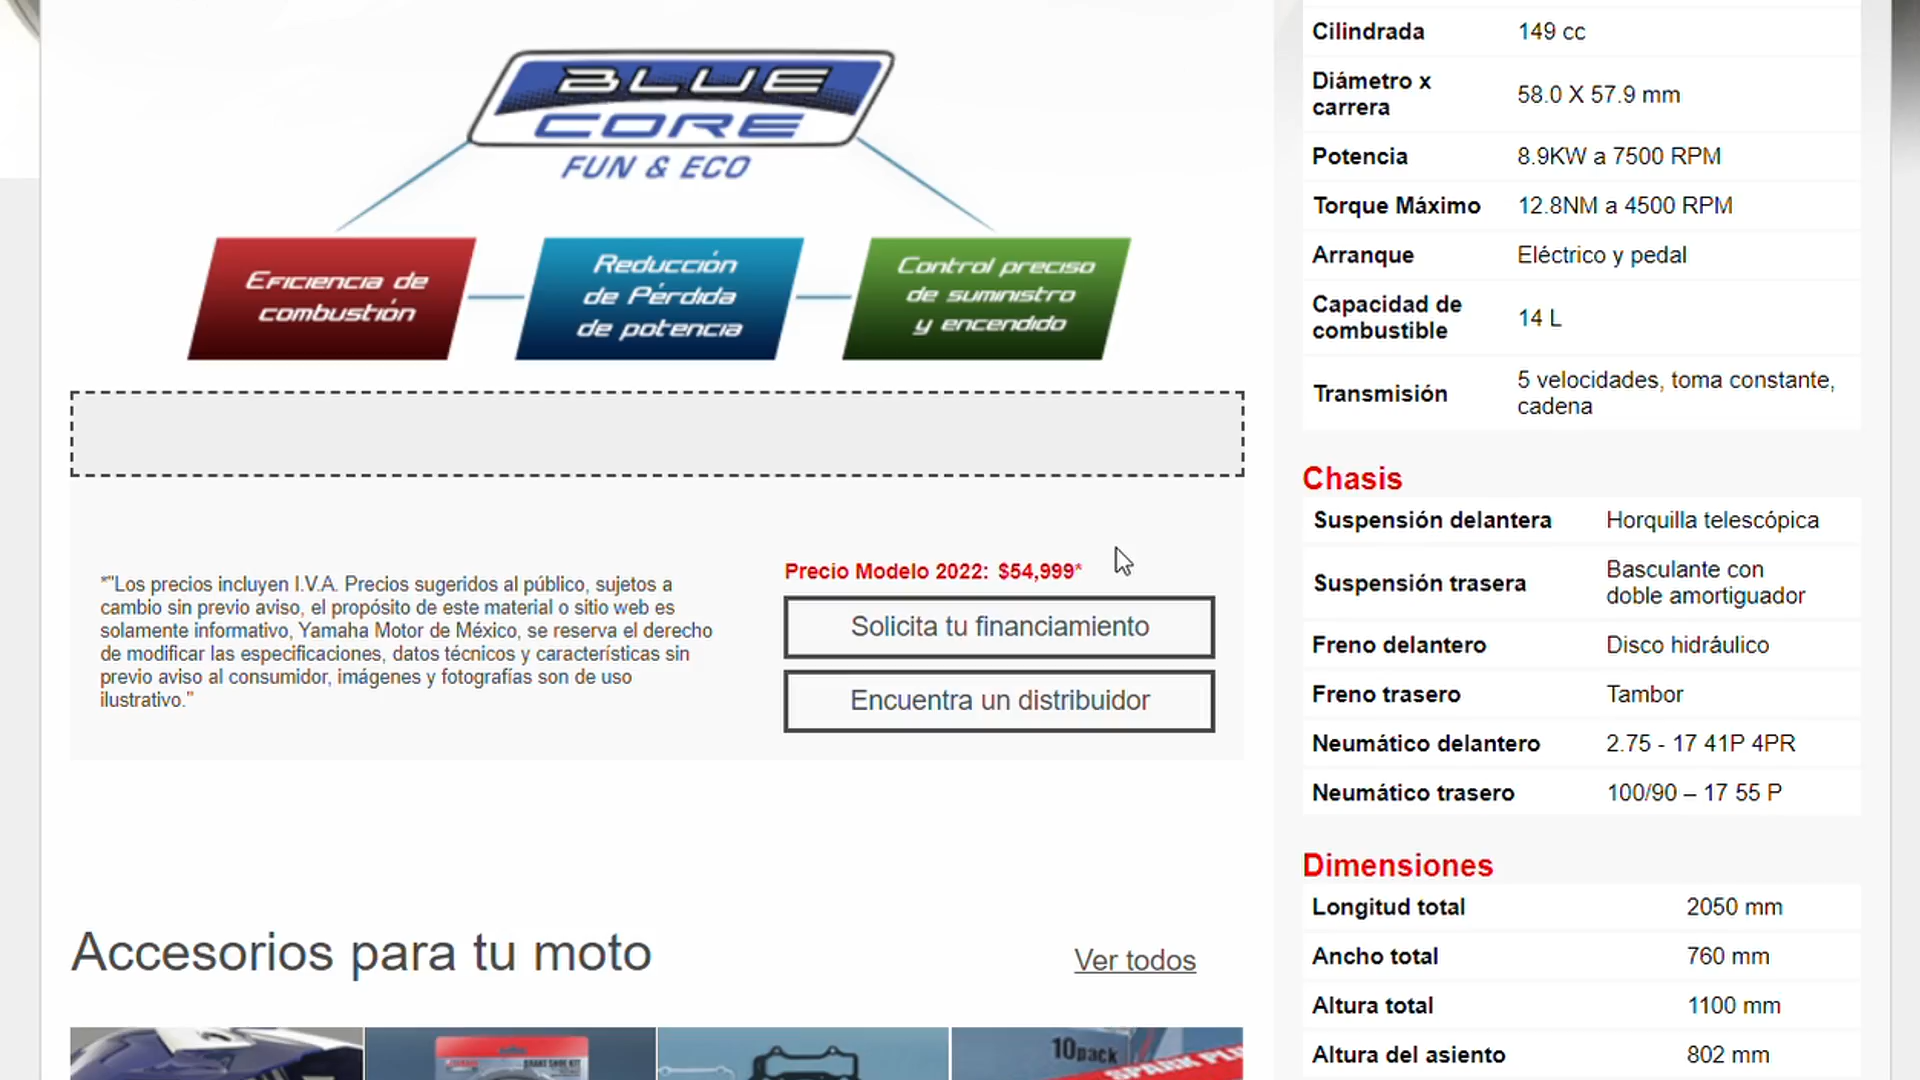 BLUE
CORE
FUN & ECO
Eficiencia de
combustión
Reducción
de Pérdida
de potencia
Control preciso
de suministro
y encendido
*"Los precios incluyen I.V.A. Precios sugeridos al público, sujetos a
cambio sin previo aviso, el propósito de este material o sitio web es
solamente informativo, Yamaha Motor de México, se reserva el derecho
de modificar las especificaciones, datos técnicos y características sin
previo aviso al consumidor, imágenes y fotografías son de uso
ilustrativo."
Precio Modelo 2022: $54,999*
Solicita tu financiamiento
Encuentra un distribuidor
Accesorios para tu moto
Ver todos
BRAKE SHOE KIT
10pack
SPARK PLU
Cilindrada 149 cc
Diámetro x
carrera
58.0 X 57.9 mm
Potencia 8.9KW a 7500 RPM
Torque Máximo 12.8NM a 4500 RPM
Arranque Eléctrico y pedal
Capacidad de
combustible
14 L
Transmisión
5 velocidades, toma constante,
cadena
Chasis
Suspensión delantera Horquilla telescópica
Suspensión trasera
Basculante con
doble amortiguador
Freno delantero Disco hidráulico
Freno trasero Tambor
Neumático delantero 2.75 - 17 41P 4PR
Neumático trasero 100/90 – 17 55 P
Dimensiones
Longitud total 2050 mm
Ancho total 760 mm
Altura total 1100 mm
Altura del asiento 802 mm